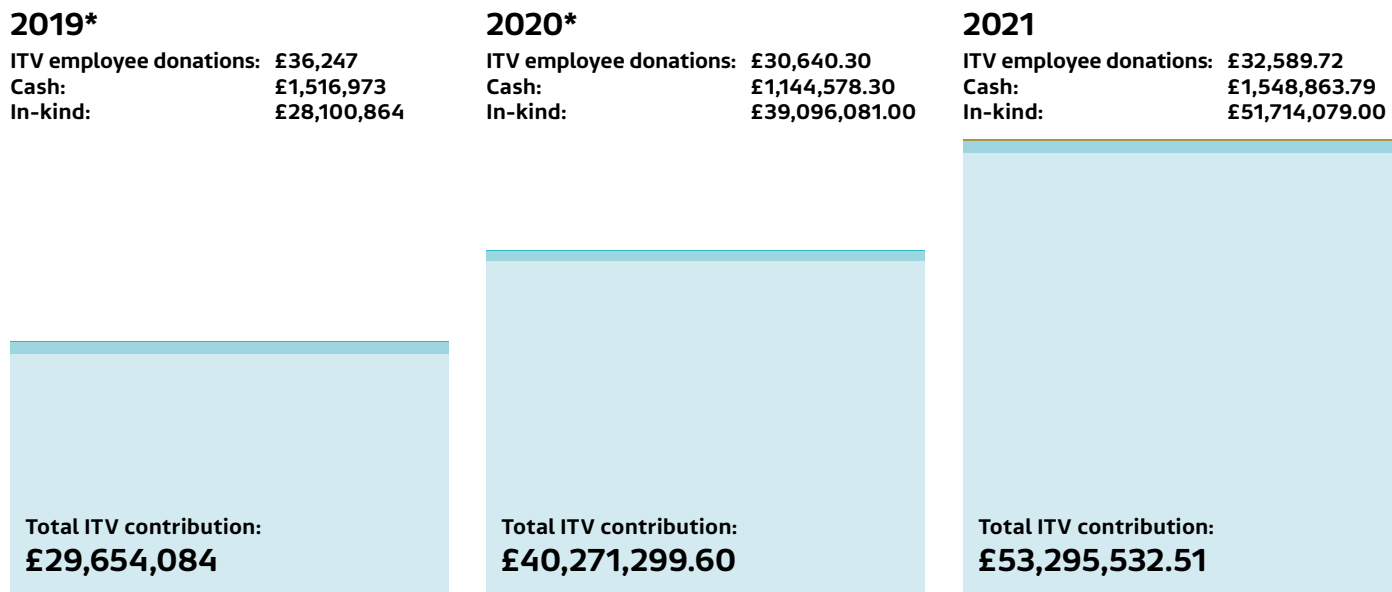 2019*
ITV employee donations: £36,247
Cash: £1,516,973
In-kind: £28,100,864
Total ITV contribution:
£29,654,084
2020*
ITV employee donations: £30,640.30
Cash: £1,144,578.30
In-kind: £39,096,081.00
Total ITV contribution:
£40,271,299.60
2021
ITV employee donations: £32,589.72
Cash: £1,548,863.79
In-kind: £51,714,079.00
Total ITV contribution:
£53,295,532.51